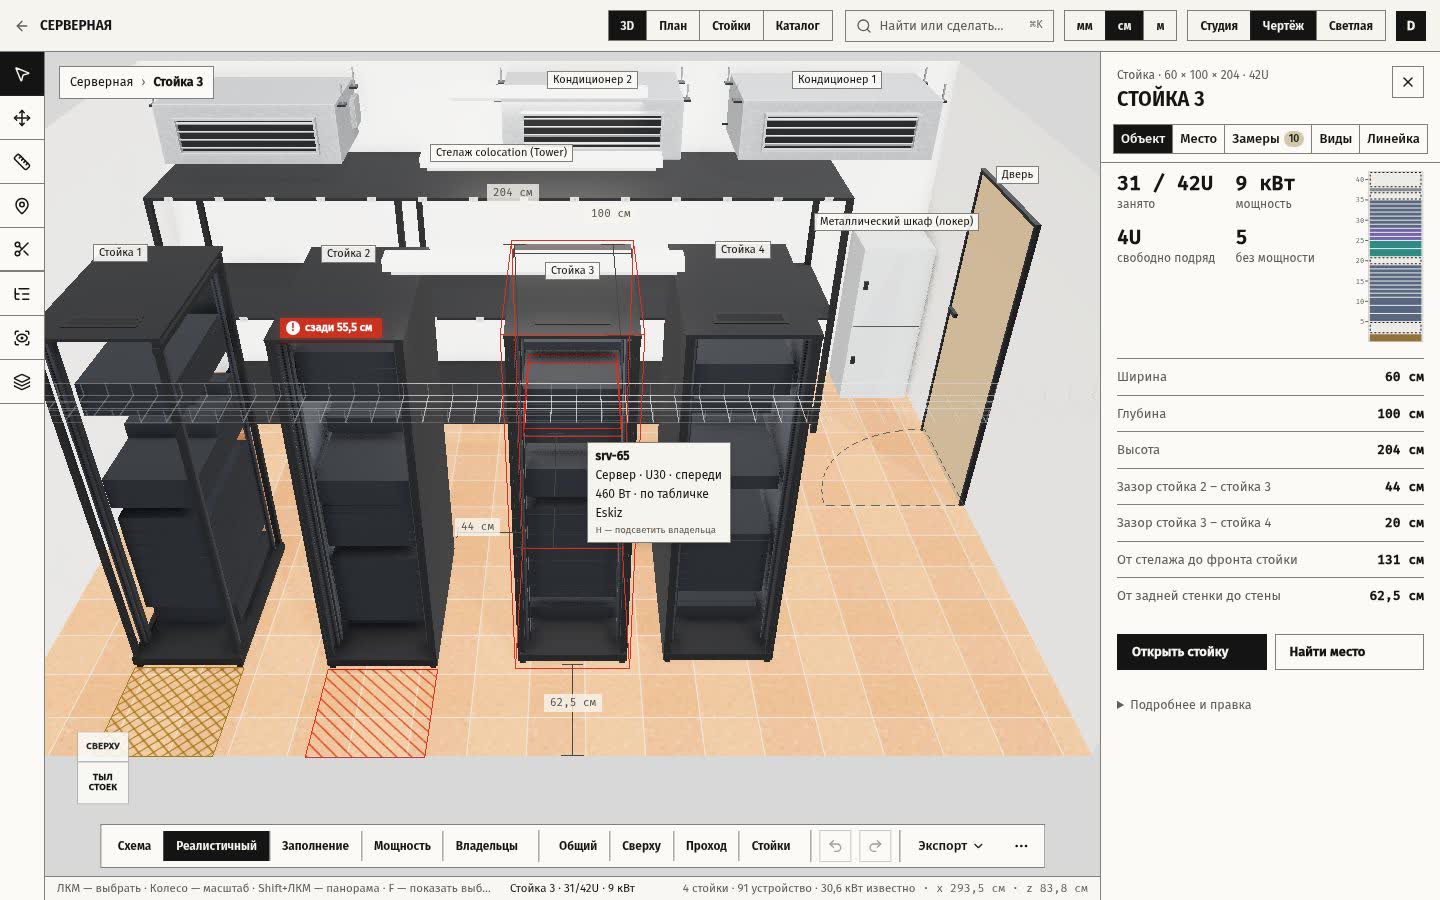 СЕРВЕРНАЯ
3D План Стойки Каталог
Найти или сделать... ⌘K
мм см м
Студия Чертёж Светлая
D
Серверная › Стойка 3
Кондиционер 2
Кондиционер 1
Стелаж colocation (Tower)
Дверь
204 см
100 см
Металлический шкаф (локер)
Стойка 1
Стойка 2
Стойка 3
Стойка 4
! сзади 55,5 см
srv-65
Сервер · U30 · спереди
460 Вт · по табличке
Eskiz
H — подсветить владельца
44 см
62,5 см
СВЕРХУ
ТЫЛ
СТОЕК
Схема Реалистичный Заполнение Мощность Владельцы Общий Сверху Проход Стойки Экспорт
ЛКМ — выбрать · Колесо — масштаб · Shift+ЛКМ — панорама · F — показать выб...
Стойка 3 · 31/42U · 9 кВт
4 стойки · 91 устройство · 30,6 кВт известно · x 293,5 см · z 83,8 см
Стойка · 60 × 100 × 204 · 42U
СТОЙКА 3
Объект Место Замеры 10 Виды Линейка
31 / 42U
занято
9 кВт
мощность
4U
свободно подряд
5
без мощности
40
35
30
25
20
15
10
5
Ширина 60 см
Глубина 100 см
Высота 204 см
Зазор стойка 2 – стойка 3 44 см
Зазор стойка 3 – стойка 4 20 см
От стелажа до фронта стойки 131 см
От задней стенки до стены 62,5 см
Открыть стойку
Найти место
Подробнее и правка